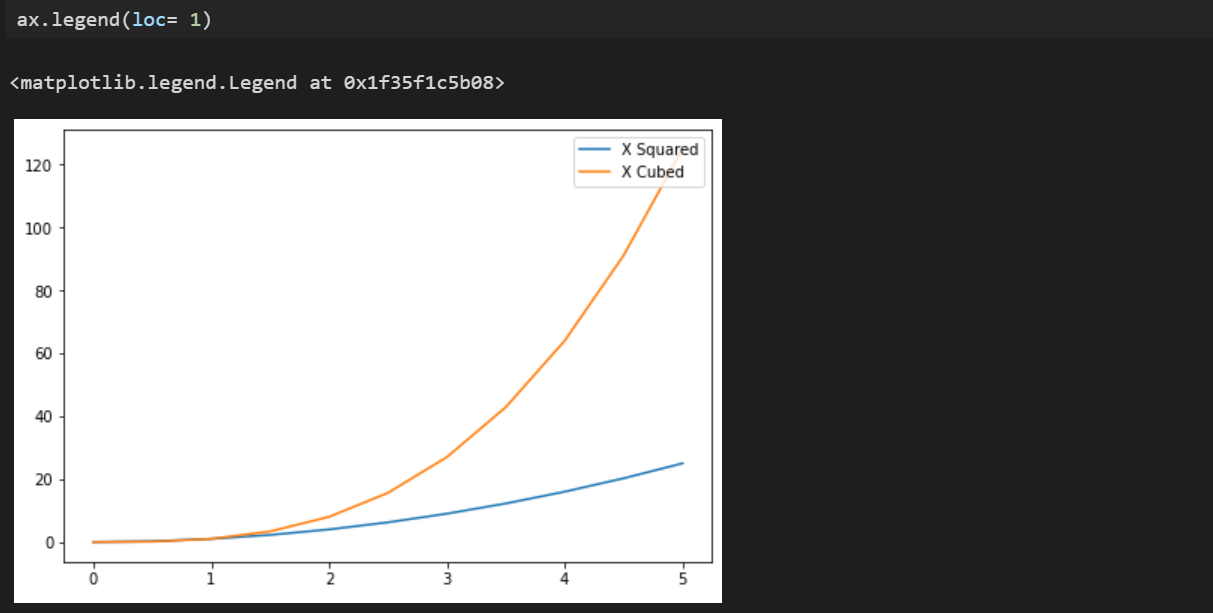 ax.legend(loc= 1)
<matplotlib.legend.Legend at 0x1f35f1c5b08>
X Squared
X Cubed
120
100
80
60
40
20
0
0 1 2 3 4 5